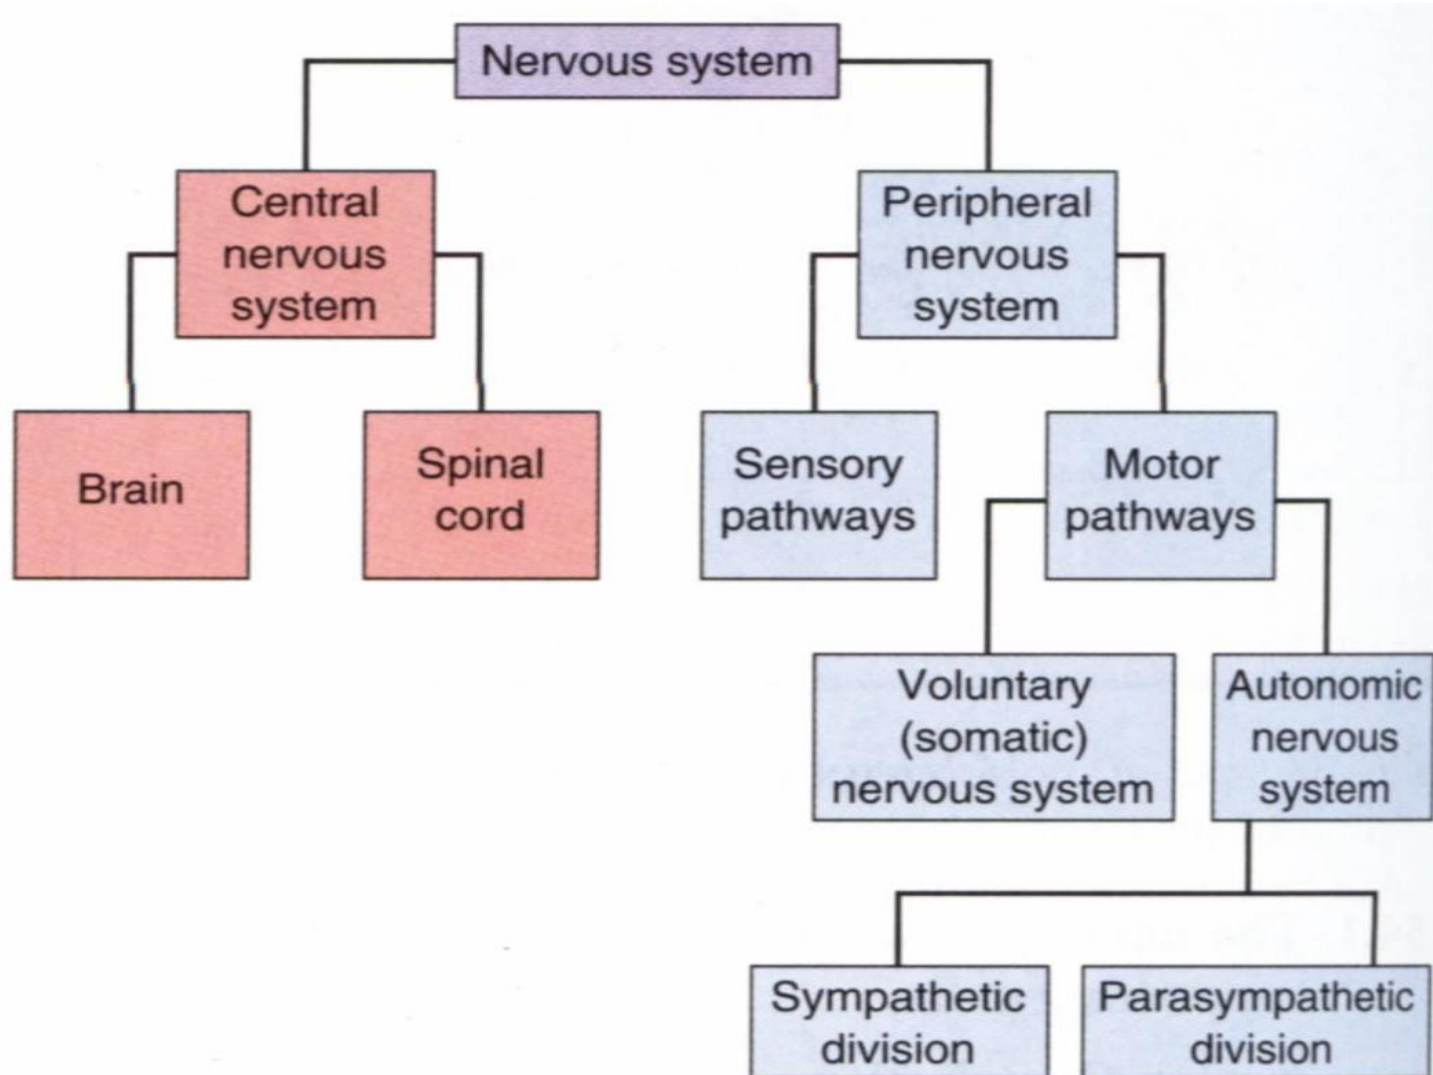 Nervous system
Central
nervous
system
Peripheral
nervous
system
Brain
Spinal
cord
Sensory
pathways
Motor
pathways
Voluntary
(somatic)
nervous system
Autonomic
nervous
system
Sympathetic
division
Parasympathetic
division